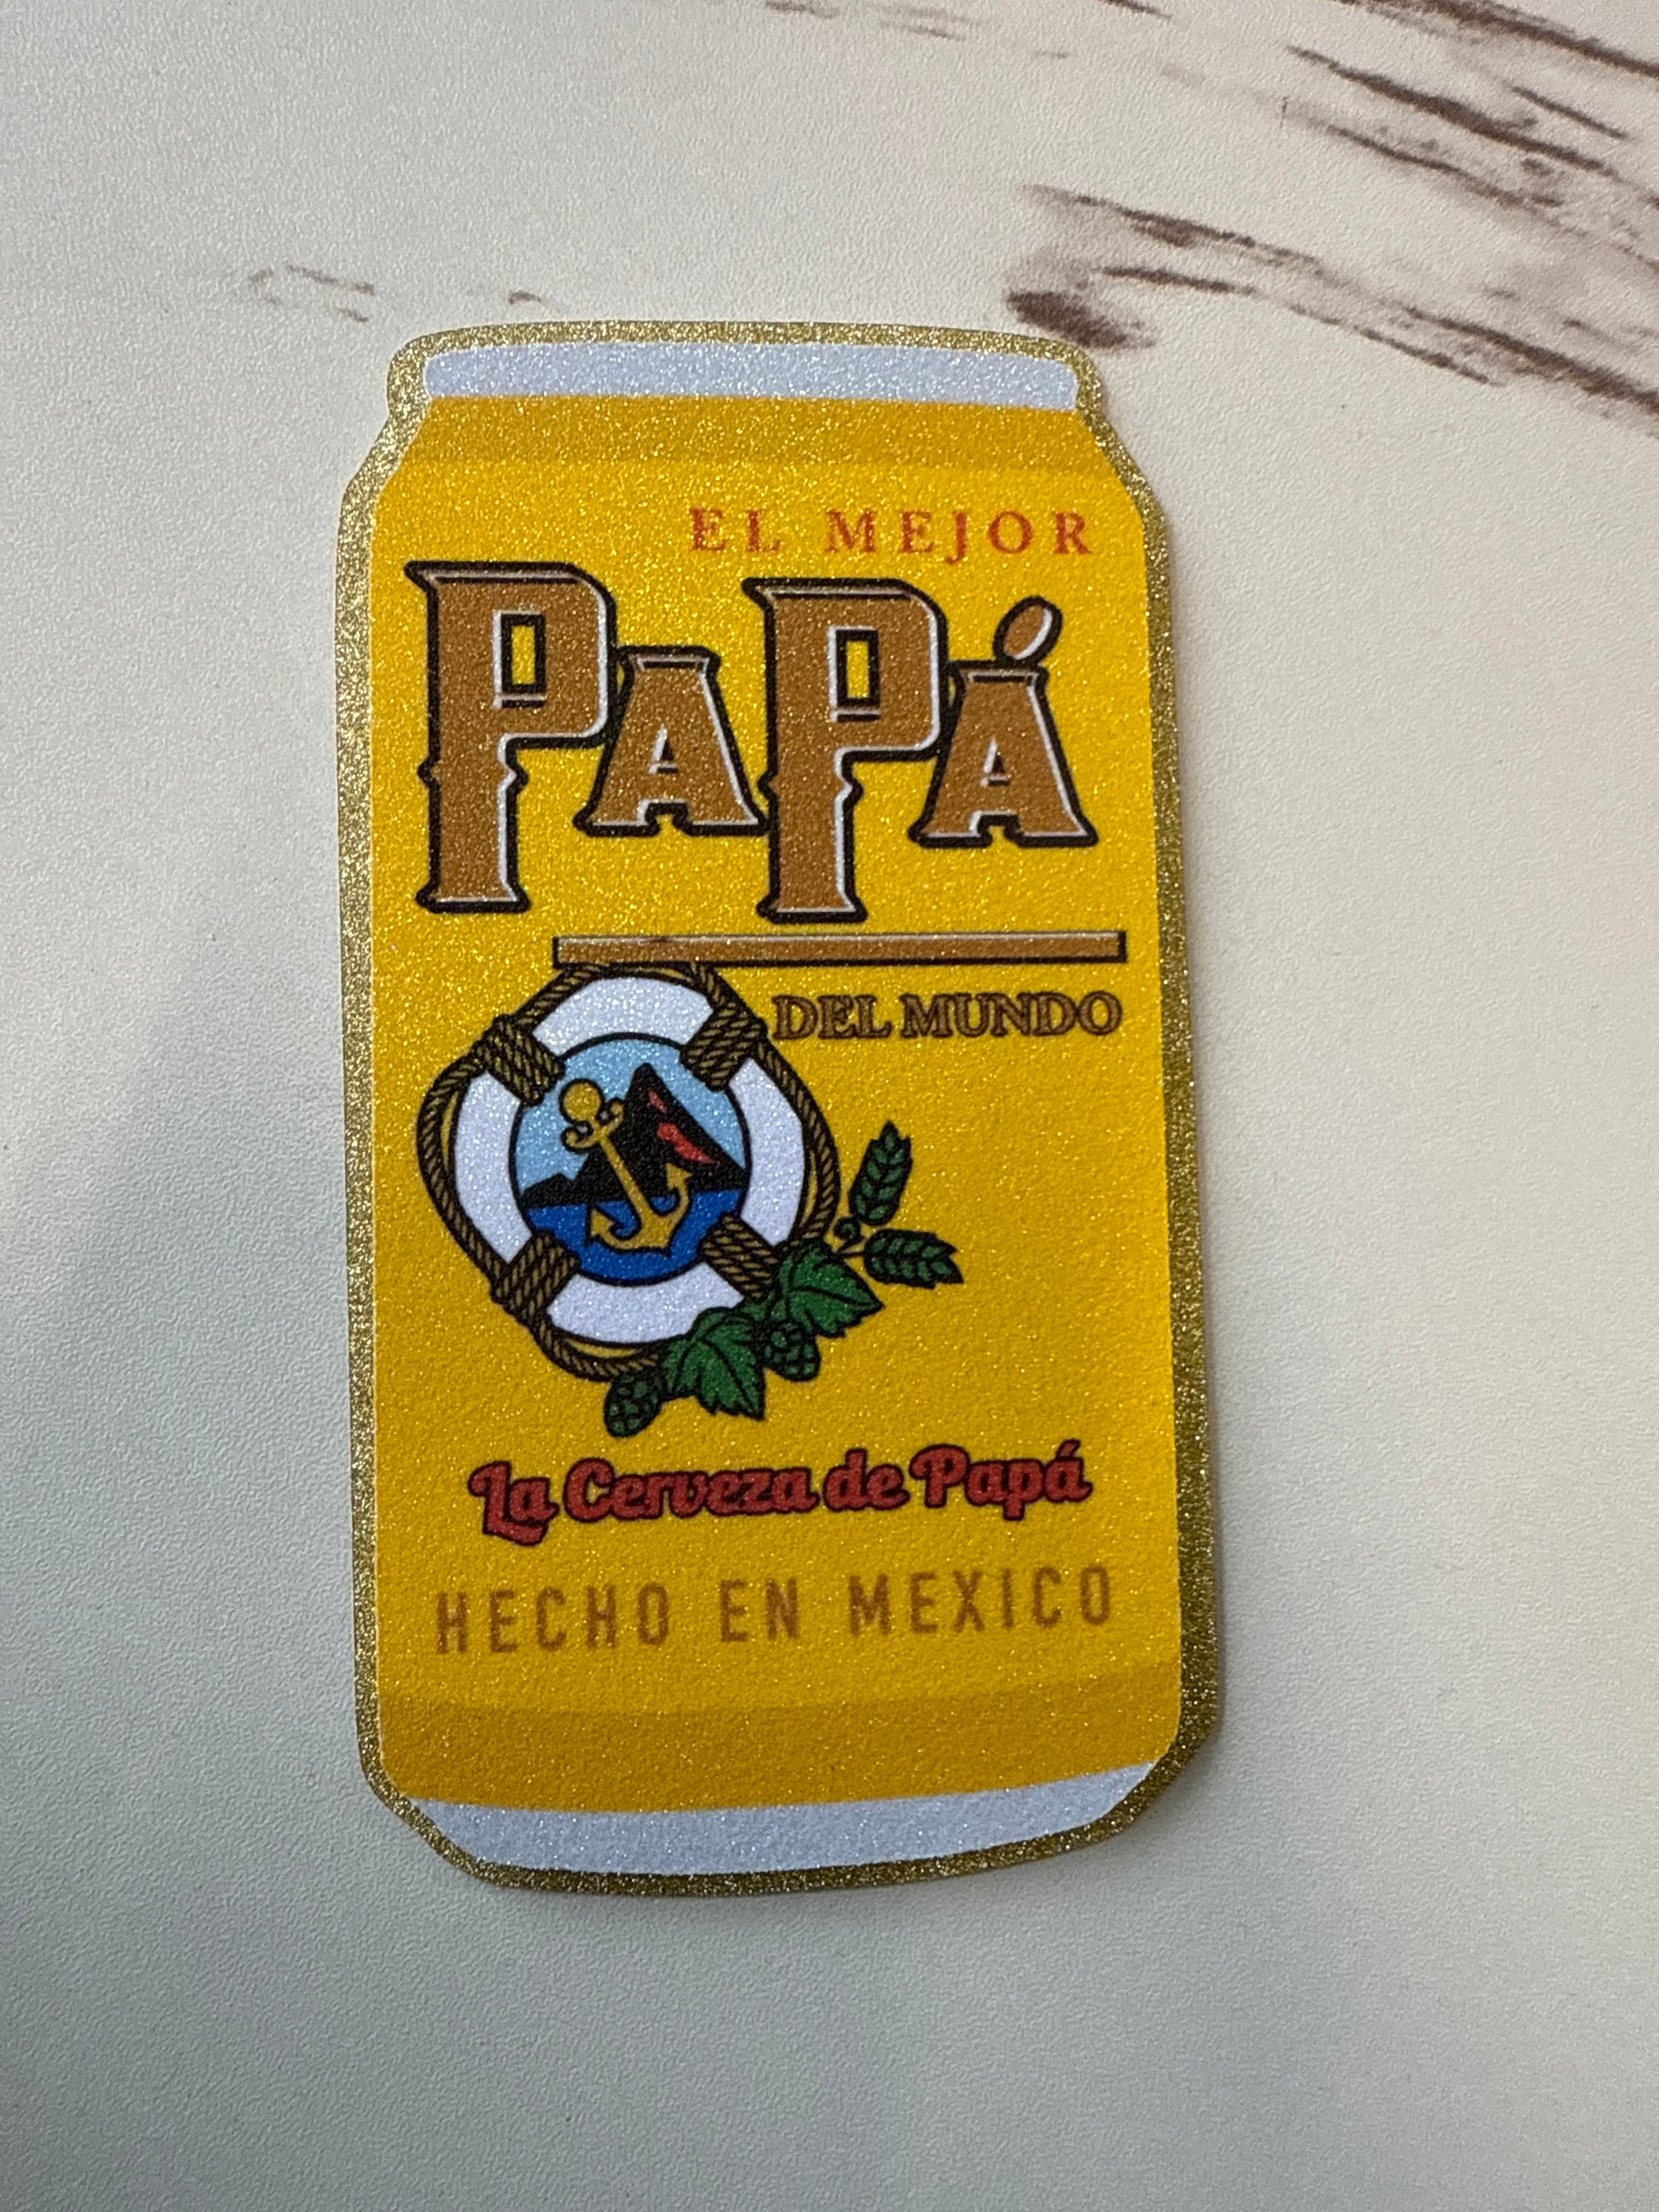 EL MEJOR
PAPÁ
DEL MUNDO
La Cerveza de Papá
HECHO EN MEXICO